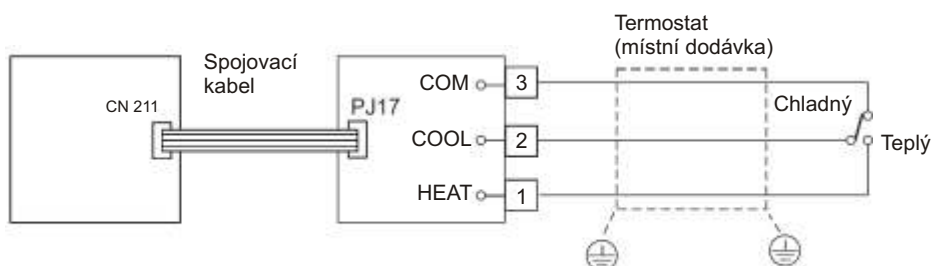 Termostat
(místní dodávka)
Spojovací
kabel
CN 211
PJ17
COM
3
COOL
2
HEAT
1
Chladný
Teplý